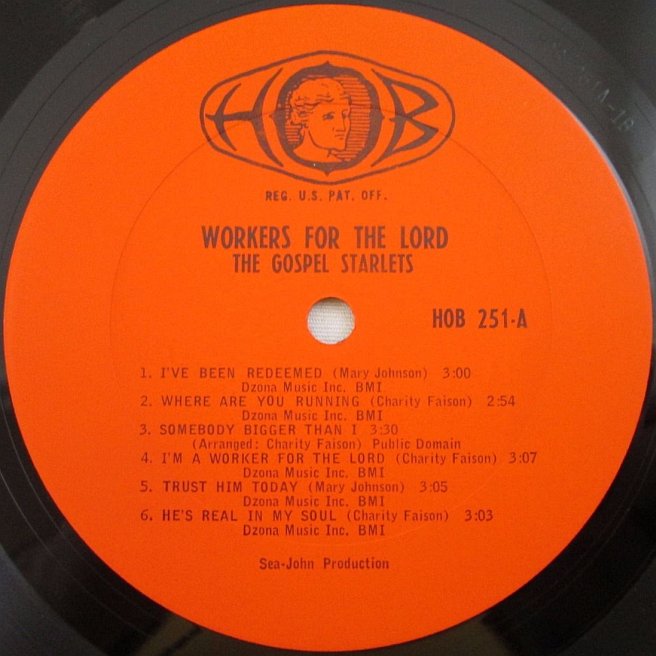 HOB
REG. U.S. PAT. OFF.
WORKERS FOR THE LORD
THE GOSPEL STARLETS
HOB 251-A
1. I'VE BEEN REDEEMED (Mary Johnson) 3:00
Dzona Music Inc. BMI
2. WHERE ARE YOU RUNNING (Charity Faison) 2:54
Dzona Music Inc. BMI
3. SOMEBODY BIGGER THAN I 3:30
(Arranged: Charity Faison) Public Domain
4. I'M A WORKER FOR THE LORD (Charity Faison) 3:07
Dzona Music Inc. BMI
5. TRUST HIM TODAY (Mary Johnson) 3:05
Dzona Music Inc. BMI
6. HE'S REAL IN MY SOUL (Charity Faison) 3:03
Dzona Music Inc. BMI
Sea-John Production